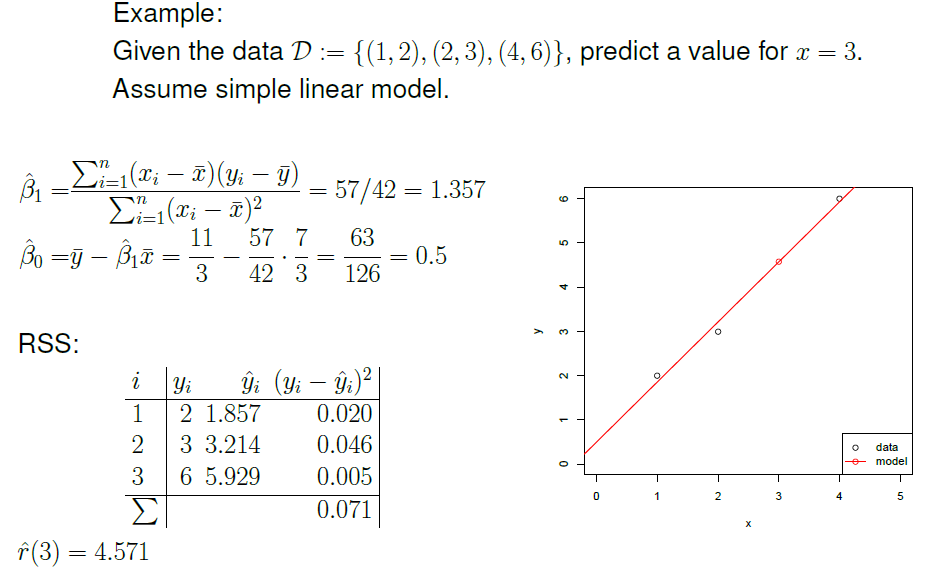 Example:
Given the data 𝒟 := {(1, 2), (2, 3), (4, 6)}, predict a value for x = 3.
Assume simple linear model.
β̂₁ = ∑ⁿᵢ₌₁(xᵢ − x̄)(yᵢ − ȳ) / ∑ⁿᵢ₌₁(xᵢ − x̄)² = 57/42 = 1.357
β̂₀ = ȳ − β̂₁x̄ = 11/3 − 57/42 · 7/3 = 63/126 = 0.5
RSS:
i yᵢ ŷᵢ (yᵢ − ŷᵢ)²
1 2 1.857 0.020
2 3 3.214 0.046
3 6 5.929 0.005
∑ 0.071
r̂(3) = 4.571
6
5
4
3
2
1
0
y
data
model
0 1 2 3 4 5
x